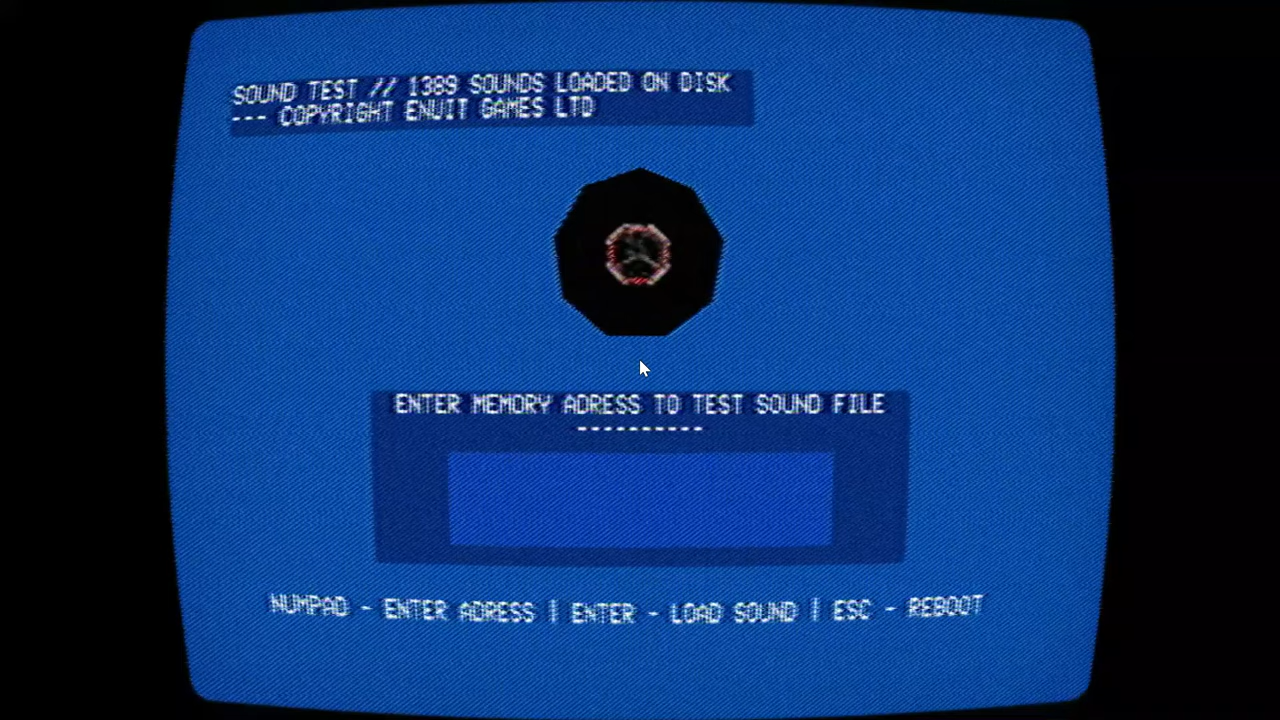 SOUND TEST // 1389 SOUNDS LOADED ON DISK
--- COPYRIGHT ENUIT GAMES LTD
ENTER MEMORY ADRESS TO TEST SOUND FILE
----------
NUMPAD - ENTER ADRESS | ENTER - LOAD SOUND | ESC - REBOOT